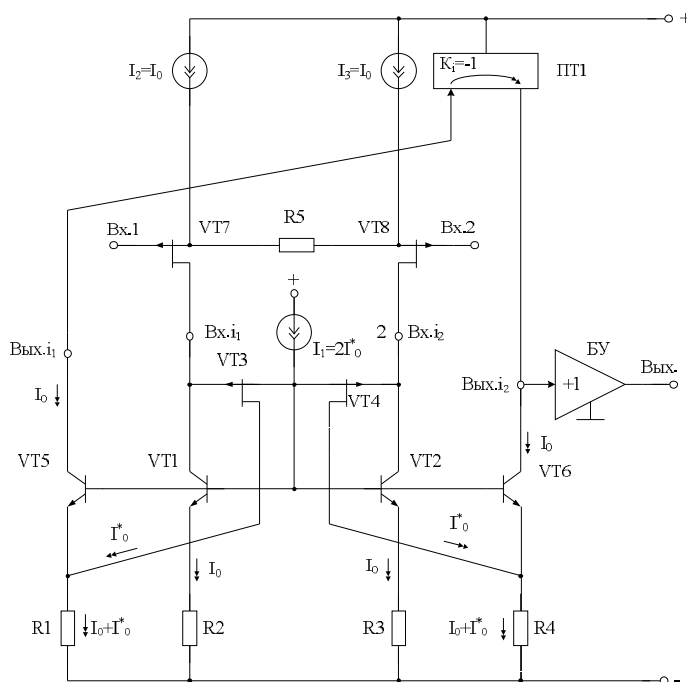 +
I₂=I₀
I₃=I₀
Kᵢ=-1
ПТ1
Вх.1
VT7
R5
VT8
Вх.2
+
Вх.i₁
I₁=2I*₀
2
Вх.i₂
БУ
Вых.i₁
VT3
VT4
Вых.i₂
+1
Вых.
I₀
I₀
VT5
VT1
VT2
VT6
I*₀
I*₀
I₀
I₀
R1
I₀+I*₀
R2
R3
I₀+I*₀
R4
-